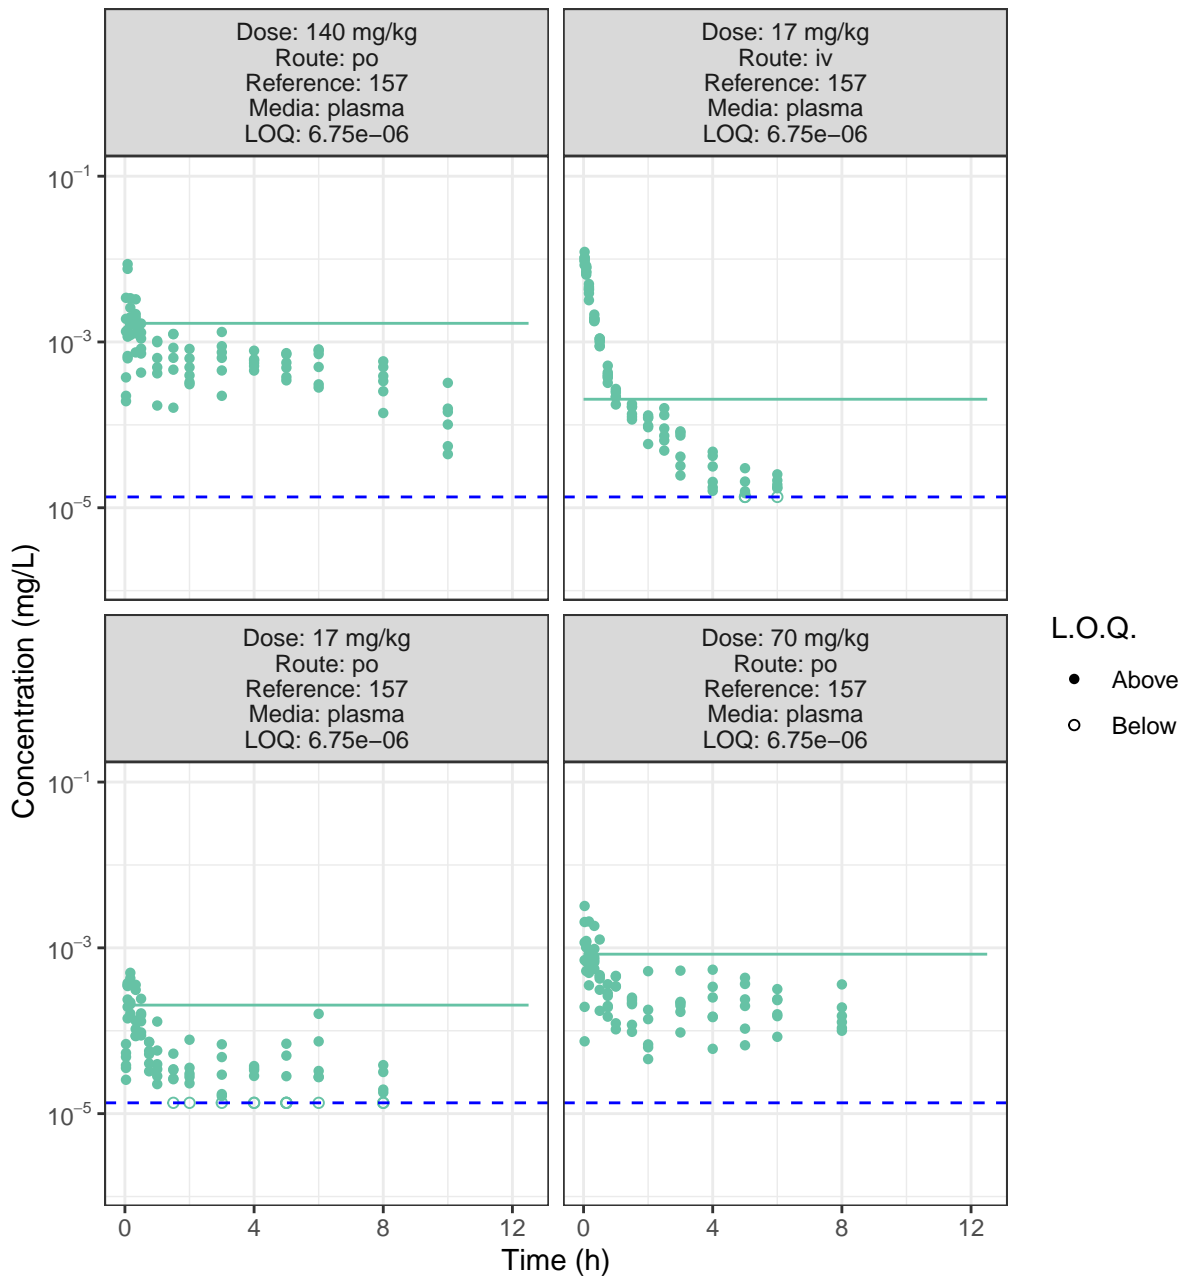 Dose: 140 mg/kg
Route: po
Reference: 157
Media: plasma
LOQ: 6.75e−06
Dose: 17 mg/kg
Route: iv
Reference: 157
Media: plasma
LOQ: 6.75e−06
10⁻¹
10⁻³
10⁻⁵
Dose: 17 mg/kg
Route: po
Reference: 157
Media: plasma
LOQ: 6.75e−06
Dose: 70 mg/kg
Route: po
Reference: 157
Media: plasma
LOQ: 6.75e−06
10⁻¹
10⁻³
10⁻⁵
0 4 8 12
0 4 8 12
Time (h)
Concentration (mg/L)
L.O.Q.
Above
Below